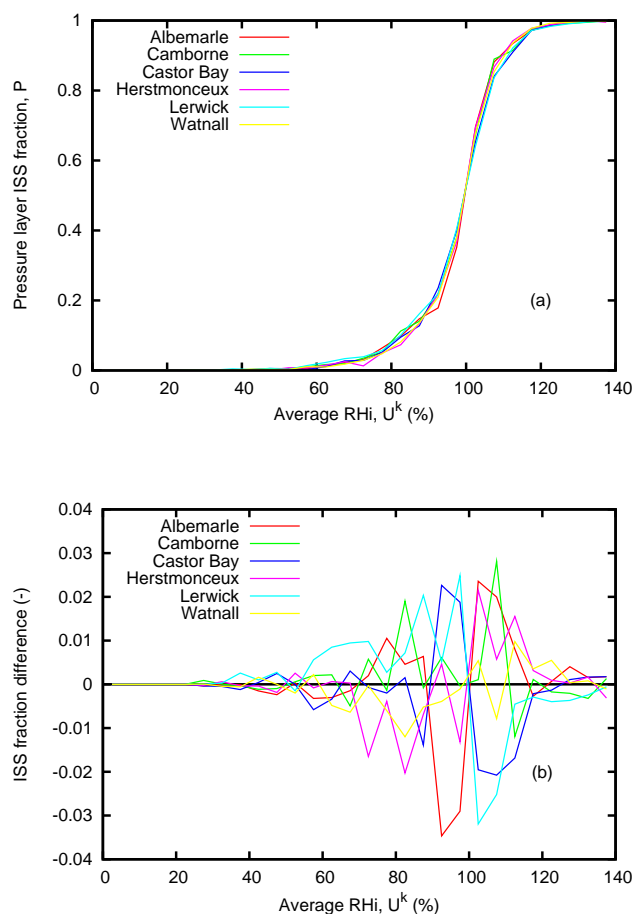 Pressure layer ISS fraction, P
1
0.8
0.6
0.4
0.2
0
Albemarle
Camborne
Castor Bay
Herstmonceux
Lerwick
Watnall
(a)
0 20 40 60 80 100 120 140
Average RHi, U^k (%)
ISS fraction difference (-)
0.04
0.03
0.02
0.01
0
-0.01
-0.02
-0.03
-0.04
Albemarle
Camborne
Castor Bay
Herstmonceux
Lerwick
Watnall
(b)
0 20 40 60 80 100 120 140
Average RHi, U^k (%)